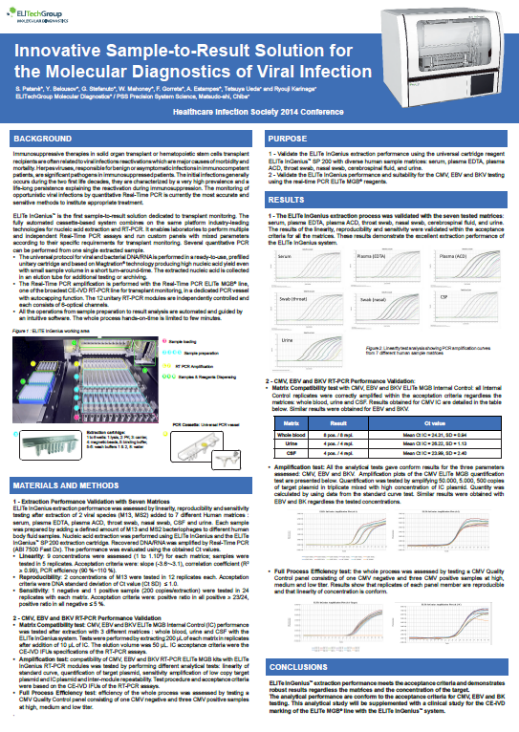 ELITechGroup
MOLECULAR DIAGNOSTICS
Innovative Sample-to-Result Solution for
the Molecular Diagnostics of Viral Infection
ELITechGroup Molecular Diagnostics* / PSS Precision System Science, Matsudo-shi, Chiba
Healthcare Infection Society 2014 Conference
BACKGROUND
Immunosuppressive therapies in solid organ transplant or hematopoietic stem cells transplant
recipients are often related to viral infections reactivations which are major causes of morbidity and
mortality. Herpes viruses, responsible for benign or asymptomatic infections in immunocompetent
patients, are significant pathogens in immunosuppressed patients. The initial infections generally
occurs during the two first life decades, they are characterized by a very high prevalence and a
life-long persistence explaining the reactivation during immunosuppression. The monitoring of
opportunistic viral infections by quantitative Real-Time PCR is currently the most accurate and
sensitive methods to institute appropriate treatment.
ELITe InGenius™ is the first sample-to-result solution dedicated to transplant monitoring. The
fully automated cassette-based system combines on the same platform industry-leading
technologies for nucleic acid extraction and RT-PCR. It enables laboratories to perform multiple
and independent Real-Time PCR assays and run custom panels with mixed parameters
according to their specific requirements for transplant monitoring. Several quantitative PCR
can be performed from one single extracted sample.
• The universal protocol for viral and bacterial DNA/RNA is performed in a ready-to-use, prefilled
unitary cartridge and based on Magtration® technology producing high nucleic acid yield even
with small sample volume in a short turn-around-time. The extracted nucleic acid is collected
in an elution tube for additional testing or archiving.
• The Real-Time PCR amplification is performed with the Real-Time PCR ELITe MGB® line,
one of the broadest CE-IVD RT-PCR line for transplant monitoring, in a dedicated PCR vessel
with autocapping function. The 12 unitary RT-PCR modules are independently controlled and
each consists of 6-optical channels.
• All the operations from sample preparation to result analysis are automated and guided by
an intuitive software. The whole process hands-on-time is limited to few minutes.
Figure 1 : ELITe InGenius working area
Sample loading
Sample preparation
RT PCR Amplification
Samples & Reagents Dispensing
Extraction cartridge:
PCR Cassette: Universal PCR vessel
MATERIALS AND METHODS
1 - Extraction Performance Validation with Seven Matrices
ELITe InGenius extraction performance was assessed by linearity, reproducibility and sensitivity
testing after extraction of 2 viral species (M13, MS2) added to 7 different Human matrices :
serum, plasma EDTA, plasma ACD, throat swab, nasal swab, CSF and urine. Each sample
was prepared by adding a defined amount of M13 and MS2 bacteriophages to different human
body fluid samples. Nucleic acid extraction was performed using ELITe InGenius and the ELITe
InGenius™ SP 200 extraction cartridge. Recovered DNA/RNA was amplified by Real-Time PCR
(ABI 7500 Fast Dx). The performance was evaluated using the obtained Ct values.
• Linearity: 6 concentrations were assessed (1 to 1.10⁵) for each matrix; samples were
tested in 5 replicates. Acceptance criteria were: slope (-3.6~-3.1), correlation coefficient (R²
≥ 0.99), PCR efficiency (90 %~110 %).
• Reproducibility: 2 concentrations of M13 were tested in 12 replicates each. Acceptance
criteria were DNA standard deviation of Ct value (Ct SD) ≤ 1.0.
• Sensitivity: 1 negative and 1 positive sample (200 copies/extraction) were tested in 24
replicates with each matrix. Acceptance criteria were: positive ratio in all positive ≥ 23/24,
positive ratio in all negative ≤ 5 %.
2 - CMV, EBV and BKV RT-PCR Performance Validation
• Matrix Compatibility test: CMV, EBV and BKV ELITe MGB Internal Control (IC) performance
was tested after extraction with 3 different matrices : whole blood, urine and CSF with the
ELITe InGenius system. Tests were performed by extracting 200 µL of each matrix in replicates
after addition of 10 µL of IC. The elution volume was 50 µL. IC acceptance criteria were the
CE-IVD IFUs specifications of the RT-PCR assays.
• Amplification test: compatibility of CMV, EBV and BKV RT-PCR ELITe MGB kits with ELITe
InGenius RT-PCR modules was tested by performing different analytical tests: linearity of
standard curve, quantification of target plasmid, sensitivity amplification of low copy target
plasmid and IC plasmid and inter-module repeatability. Test procedure and acceptance criteria
were based on the CE-IVD IFUs of the RT-PCR assays.
• Full Process Efficiency test: efficiency of the whole process was assessed by testing a
CMV Quality Control panel consisting of one CMV negative and three CMV positive samples
at high, medium and low titer.
PURPOSE
1 - Validate the ELITe InGenius extraction performance using the universal cartridge reagent
ELITe InGenius™ SP 200 with diverse human sample matrices: serum, plasma EDTA, plasma
ACD, throat swab, nasal swab, cerebrospinal fluid, and urine.
2 - Validate the ELITe InGenius performance and suitability for the CMV, EBV and BKV testing
using the real-time PCR ELITe MGB® reagents.
RESULTS
1 - The ELITe InGenius extraction process was validated with the seven tested matrices:
serum, plasma EDTA, plasma ACD, throat swab, nasal swab, cerebrospinal fluid, and urine.
The results of the linearity, reproducibility and sensitivity were validated within the acceptance
criteria for all the matrices. These results demonstrate the excellent extraction performance of
the ELITe InGenius system.
Serum
Plasma (EDTA)
Plasma (ACD)
Swab (throat)
Swab (nasal)
CSF
Urine
Figure 2. Linearity test analysis showing PCR Amplification curves
from 7 different human sample matrices.
2 - CMV, EBV and BKV RT-PCR Performance Validation:
• Matrix Compatibility test with CMV, EBV and BKV ELITe MGB Internal Control: all Internal
Control replicates were correctly amplified within the acceptation criteria regardless the
matrices: whole blood, urine and CSF. Results obtained for CMV IC are detailed in the table
below. Similar results were obtained for EBV and BKV.
Matrix Result Ct value
Whole blood 8 pos. / 8 repl.
Urine 4 pos. / 4 repl.
CSF 4 pos. / 4 repl.
• Amplification test: All the analytical tests gave conform results for the three parameters
assessed: CMV, EBV and BKV. Amplification plots of the CMV ELITe MGB quantification
test are presented below. Quantification was tested by amplifying 50.000, 5.000, 500 copies
of target plasmid in triplicate mixed with high concentration of IC plasmid. Quantity was
calculated by using data from the standard curve test. Similar results were obtained with
EBV and BK regardless the tested concentrations.
• Full Process Efficiency test: the whole process was assessed by testing a CMV Quality
Control panel consisting of one CMV negative and three CMV positive samples at high,
medium and low titer. Results show that replicates of each panel member are reproducible
and that linearity of concentration is conform.
CONCLUSIONS
ELITe InGenius™ extraction performance meets the acceptance criteria and demonstrates
robust results regardless the matrices and the concentration of the target.
The analytical performance are conform to the acceptance criteria for CMV, EBV and BK
testing. This analytical study will be supplemented with a clinical study for the CE-IVD
marking of the ELITe MGB® line with the ELITe InGenius™ system.